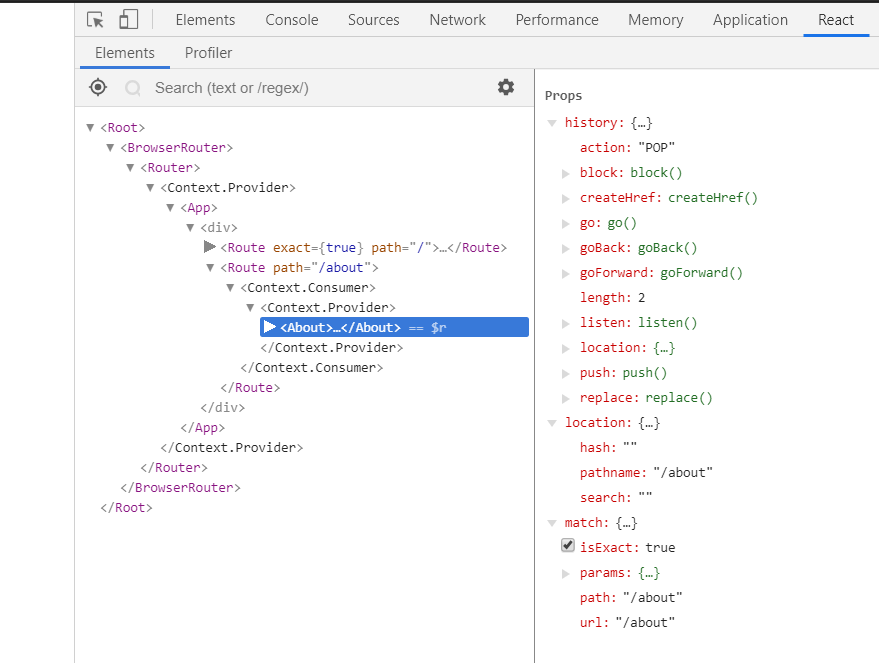 Elements Console Sources Network Performance Memory Application React
Elements Profiler
Search (text or /regex/)
<Root>
<BrowserRouter>
<Router>
<Context.Provider>
<App>
<div>
<Route exact={true} path="/">…</Route>
<Route path="/about">
<Context.Consumer>
<Context.Provider>
<About>…</About> == $r
</Context.Provider>
</Context.Consumer>
</Route>
</div>
</App>
</Context.Provider>
</Router>
</BrowserRouter>
</Root>
Props
history: {…}
action: "POP"
block: block()
createHref: createHref()
go: go()
goBack: goBack()
goForward: goForward()
length: 2
listen: listen()
location: {…}
push: push()
replace: replace()
location: {…}
hash: ""
pathname: "/about"
search: ""
match: {…}
isExact: true
params: {…}
path: "/about"
url: "/about"